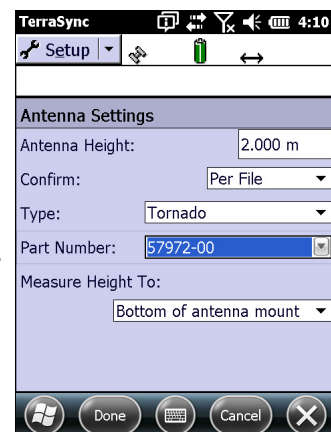 TerraSync 4:10
Setup
Antenna Settings
Antenna Height: 2.000 m
Confirm: Per File
Type: Tornado
Part Number: 57972-00
Measure Height To:
Bottom of antenna mount
Done Cancel